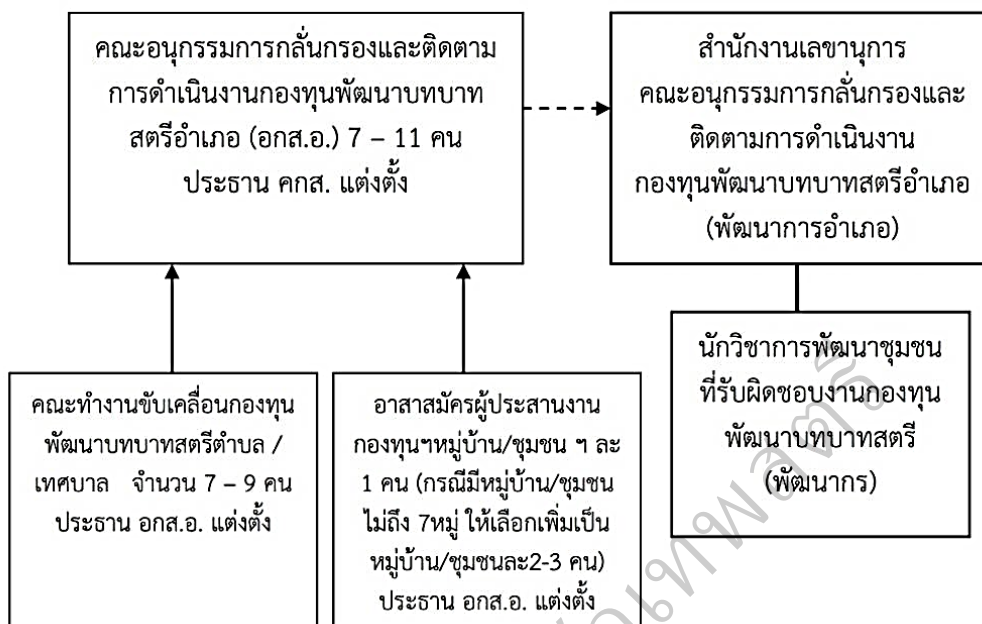 คณะอนุกรรมการกลั่นกรองและติดตาม
การดำเนินงานกองทุนพัฒนาบทบาท
สตรีอำเภอ (อกส.อ.) 7 – 11 คน
ประธาน คกส. แต่งตั้ง
สำนักงานเลขานุการ
คณะอนุกรรมการกลั่นกรองและ
ติดตามการดำเนินงาน
กองทุนพัฒนาบทบาทสตรีอำเภอ
(พัฒนาการอำเภอ)
คณะทำงานขับเคลื่อนกองทุน
พัฒนาบทบาทสตรีตำบล /
เทศบาล จำนวน 7 – 9 คน
ประธาน อกส.อ. แต่งตั้ง
อาสาสมัครผู้ประสานงาน
กองทุนฯหมู่บ้าน/ชุมชน ฯ ละ
1 คน (กรณีมีหมู่บ้าน/ชุมชน
ไม่ถึง 7หมู่ ให้เลือกเพิ่มเป็น
หมู่บ้าน/ชุมชนละ2-3 คน)
ประธาน อกส.อ. แต่งตั้ง
นักวิชาการพัฒนาชุมชน
ที่รับผิดชอบงานกองทุน
พัฒนาบทบาทสตรี
(พัฒนากร)